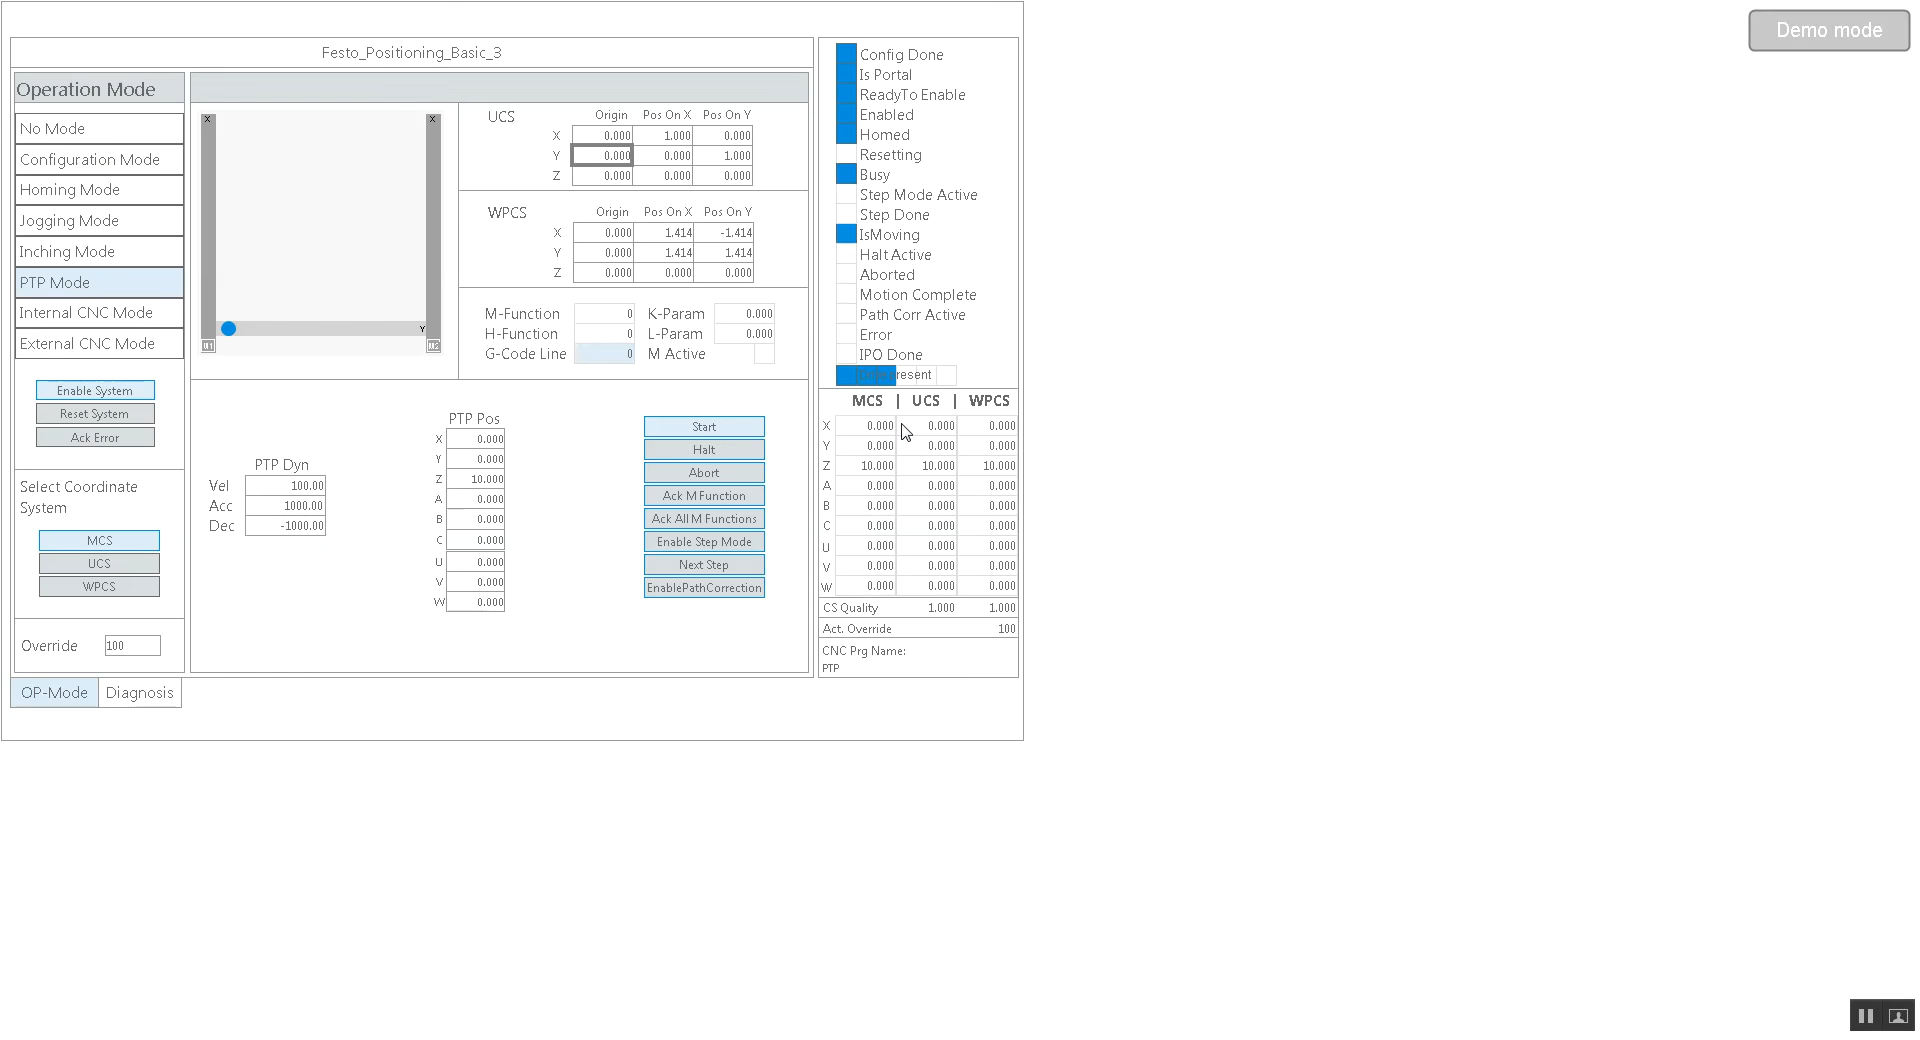 Demo mode
Festo_Positioning_Basic_3
Operation Mode
No Mode
Configuration Mode
Homing Mode
Jogging Mode
Inching Mode
PTP Mode
Internal CNC Mode
External CNC Mode
Enable System
Reset System
Ack Error
Select Coordinate
System
MCS
UCS
WPCS
Override 100
OP-Mode Diagnosis
X X
Y
UCS Origin Pos On X Pos On Y
X 0.000 1.000 0.000
Y 0.000 0.000 1.000
Z 0.000 0.000 0.000
WPCS Origin Pos On X Pos On Y
X 0.000 1.414 -1.414
Y 0.000 1.414 1.414
Z 0.000 0.000 0.000
M-Function 0 K-Param 0.000
H-Function 0 L-Param 0.000
G-Code Line 0 M Active
PTP Dyn
Vel 100.00
Acc 1000.00
Dec -1000.00
PTP Pos
X 0.000
Y 0.000
Z 10.000
A 0.000
B 0.000
C 0.000
U 0.000
V 0.000
W 0.000
Start
Halt
Abort
Ack M Function
Ack All M Functions
Enable Step Mode
Next Step
EnablePathCorrection
Config Done
Is Portal
ReadyTo Enable
Enabled
Homed
Resetting
Busy
Step Mode Active
Step Done
IsMoving
Halt Active
Aborted
Motion Complete
Path Corr Active
Error
IPO Done
MCS | UCS | WPCS
X 0.000 0.000 0.000
Y 0.000 0.000 0.000
Z 10.000 10.000 10.000
A 0.000 0.000 0.000
B 0.000 0.000 0.000
C 0.000 0.000 0.000
U 0.000 0.000 0.000
V 0.000 0.000 0.000
W 0.000 0.000 0.000
CS Quality 1.000 1.000
Act. Override 100
CNC Prg Name:
PTP